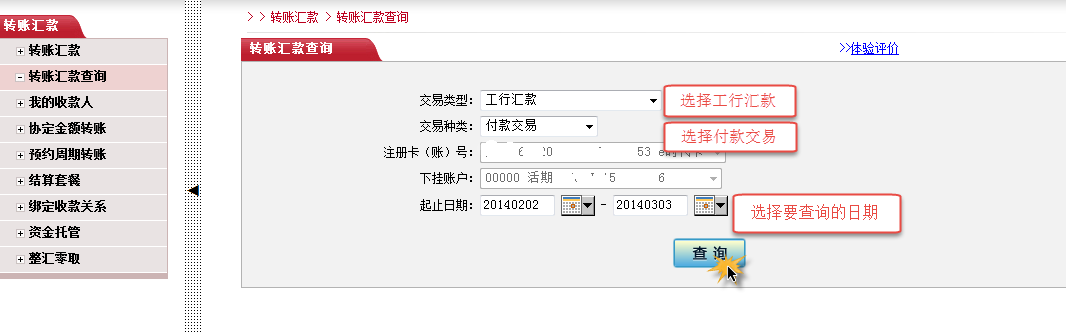 转账汇款
转账汇款
转账汇款查询
我的收款人
协定金额转账
预约周期转账
结算套餐
绑定收款关系
资金托管
整汇零取
> > 转账汇款 > 转账汇款查询
转账汇款查询
>>体验评价
交易类型: 工行汇款
选择工行汇款
交易种类: 付款交易
选择付款交易
注册卡(账)号: 6 20 53
下挂账户: 00000 活期 5 6
起止日期: 20140202 - 20140303
选择要查询的日期
查 询